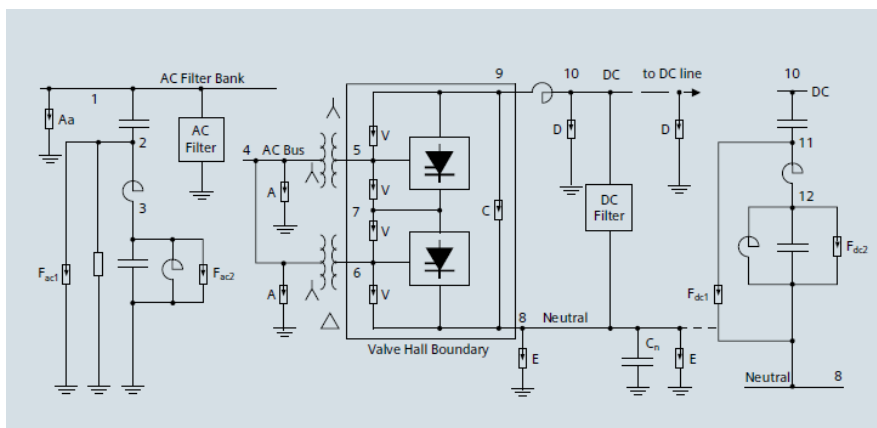 AC Filter Bank
9
10
DC
to DC line
10
DC
1
Aa
AC
Filter
2
4
AC Bus
5
V
D
D
11
3
A
V
7
V
C
DC
Filter
12
Fac1
Fac2
A
6
V
Fdc1
Fdc2
8
Neutral
Valve Hall Boundary
E
Cn
E
Neutral
8